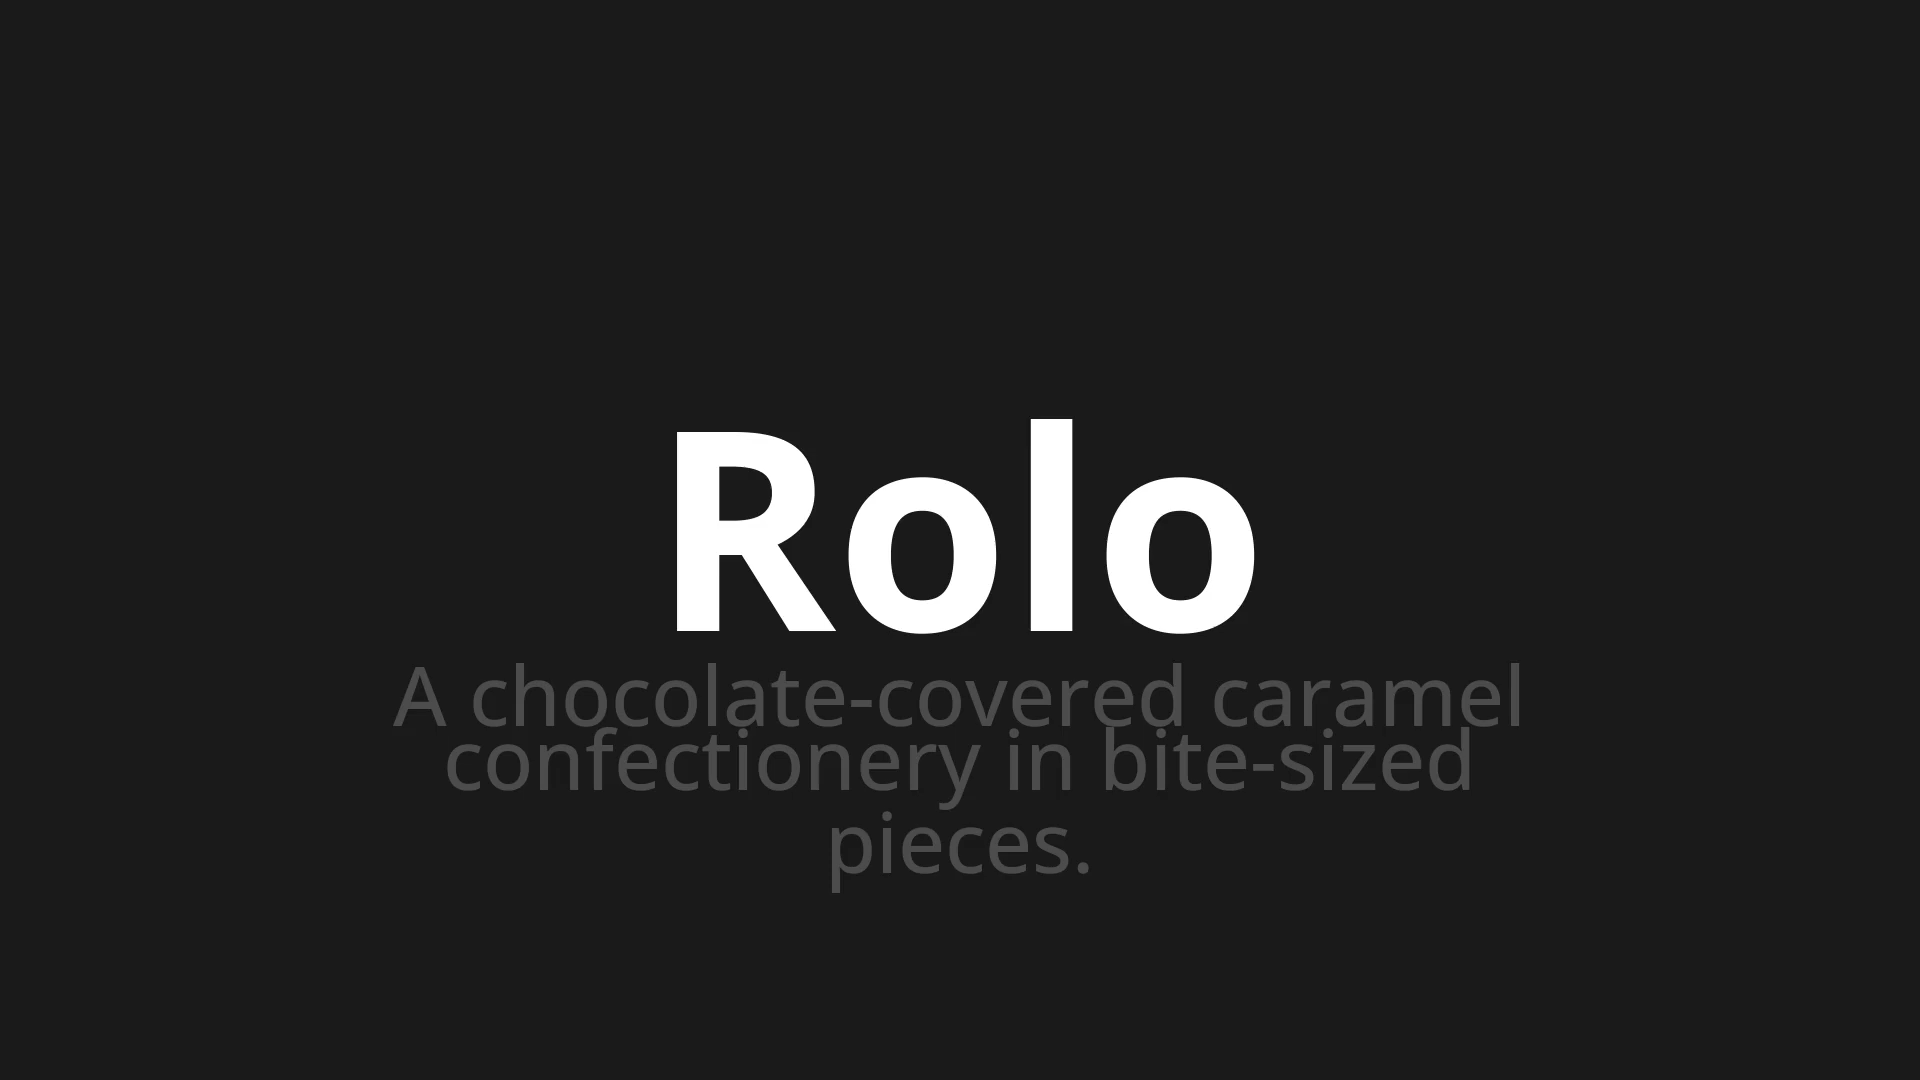 Rolo
A chocolate-covered caramel
confectionery in bite-sized
pieces.